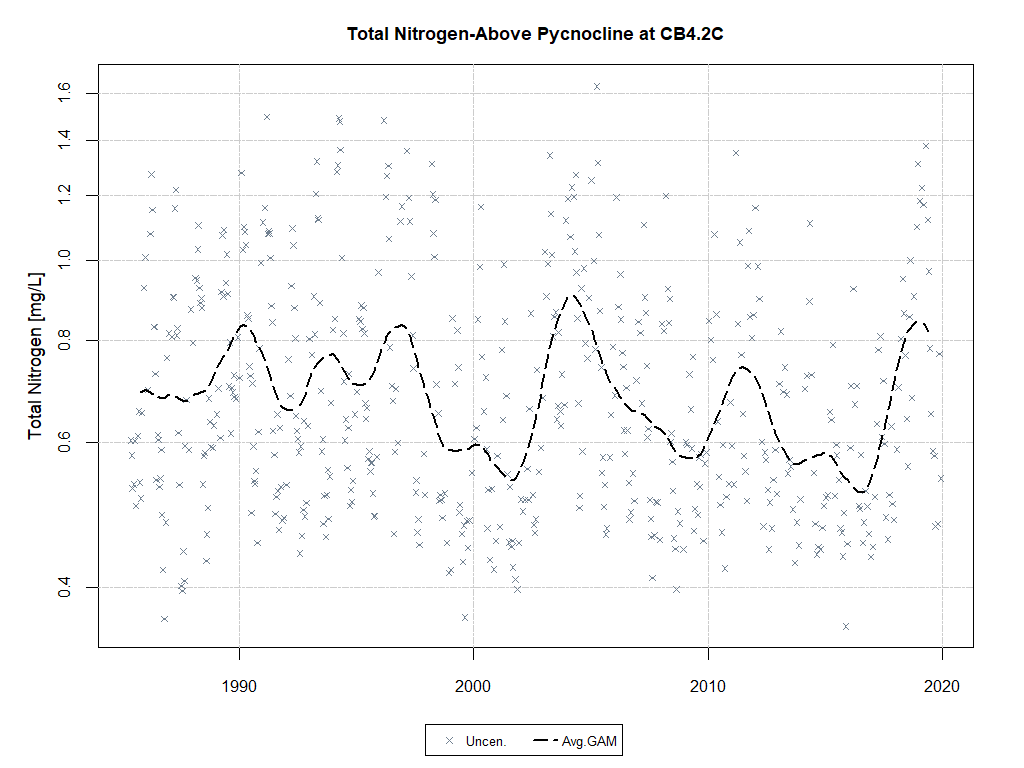 Total Nitrogen-Above Pycnocline at CB4.2C
Total Nitrogen [mg/L]
1.6
1.4
1.2
1.0
0.8
0.6
0.4
1990
2000
2010
2020
Uncen.
Avg.GAM